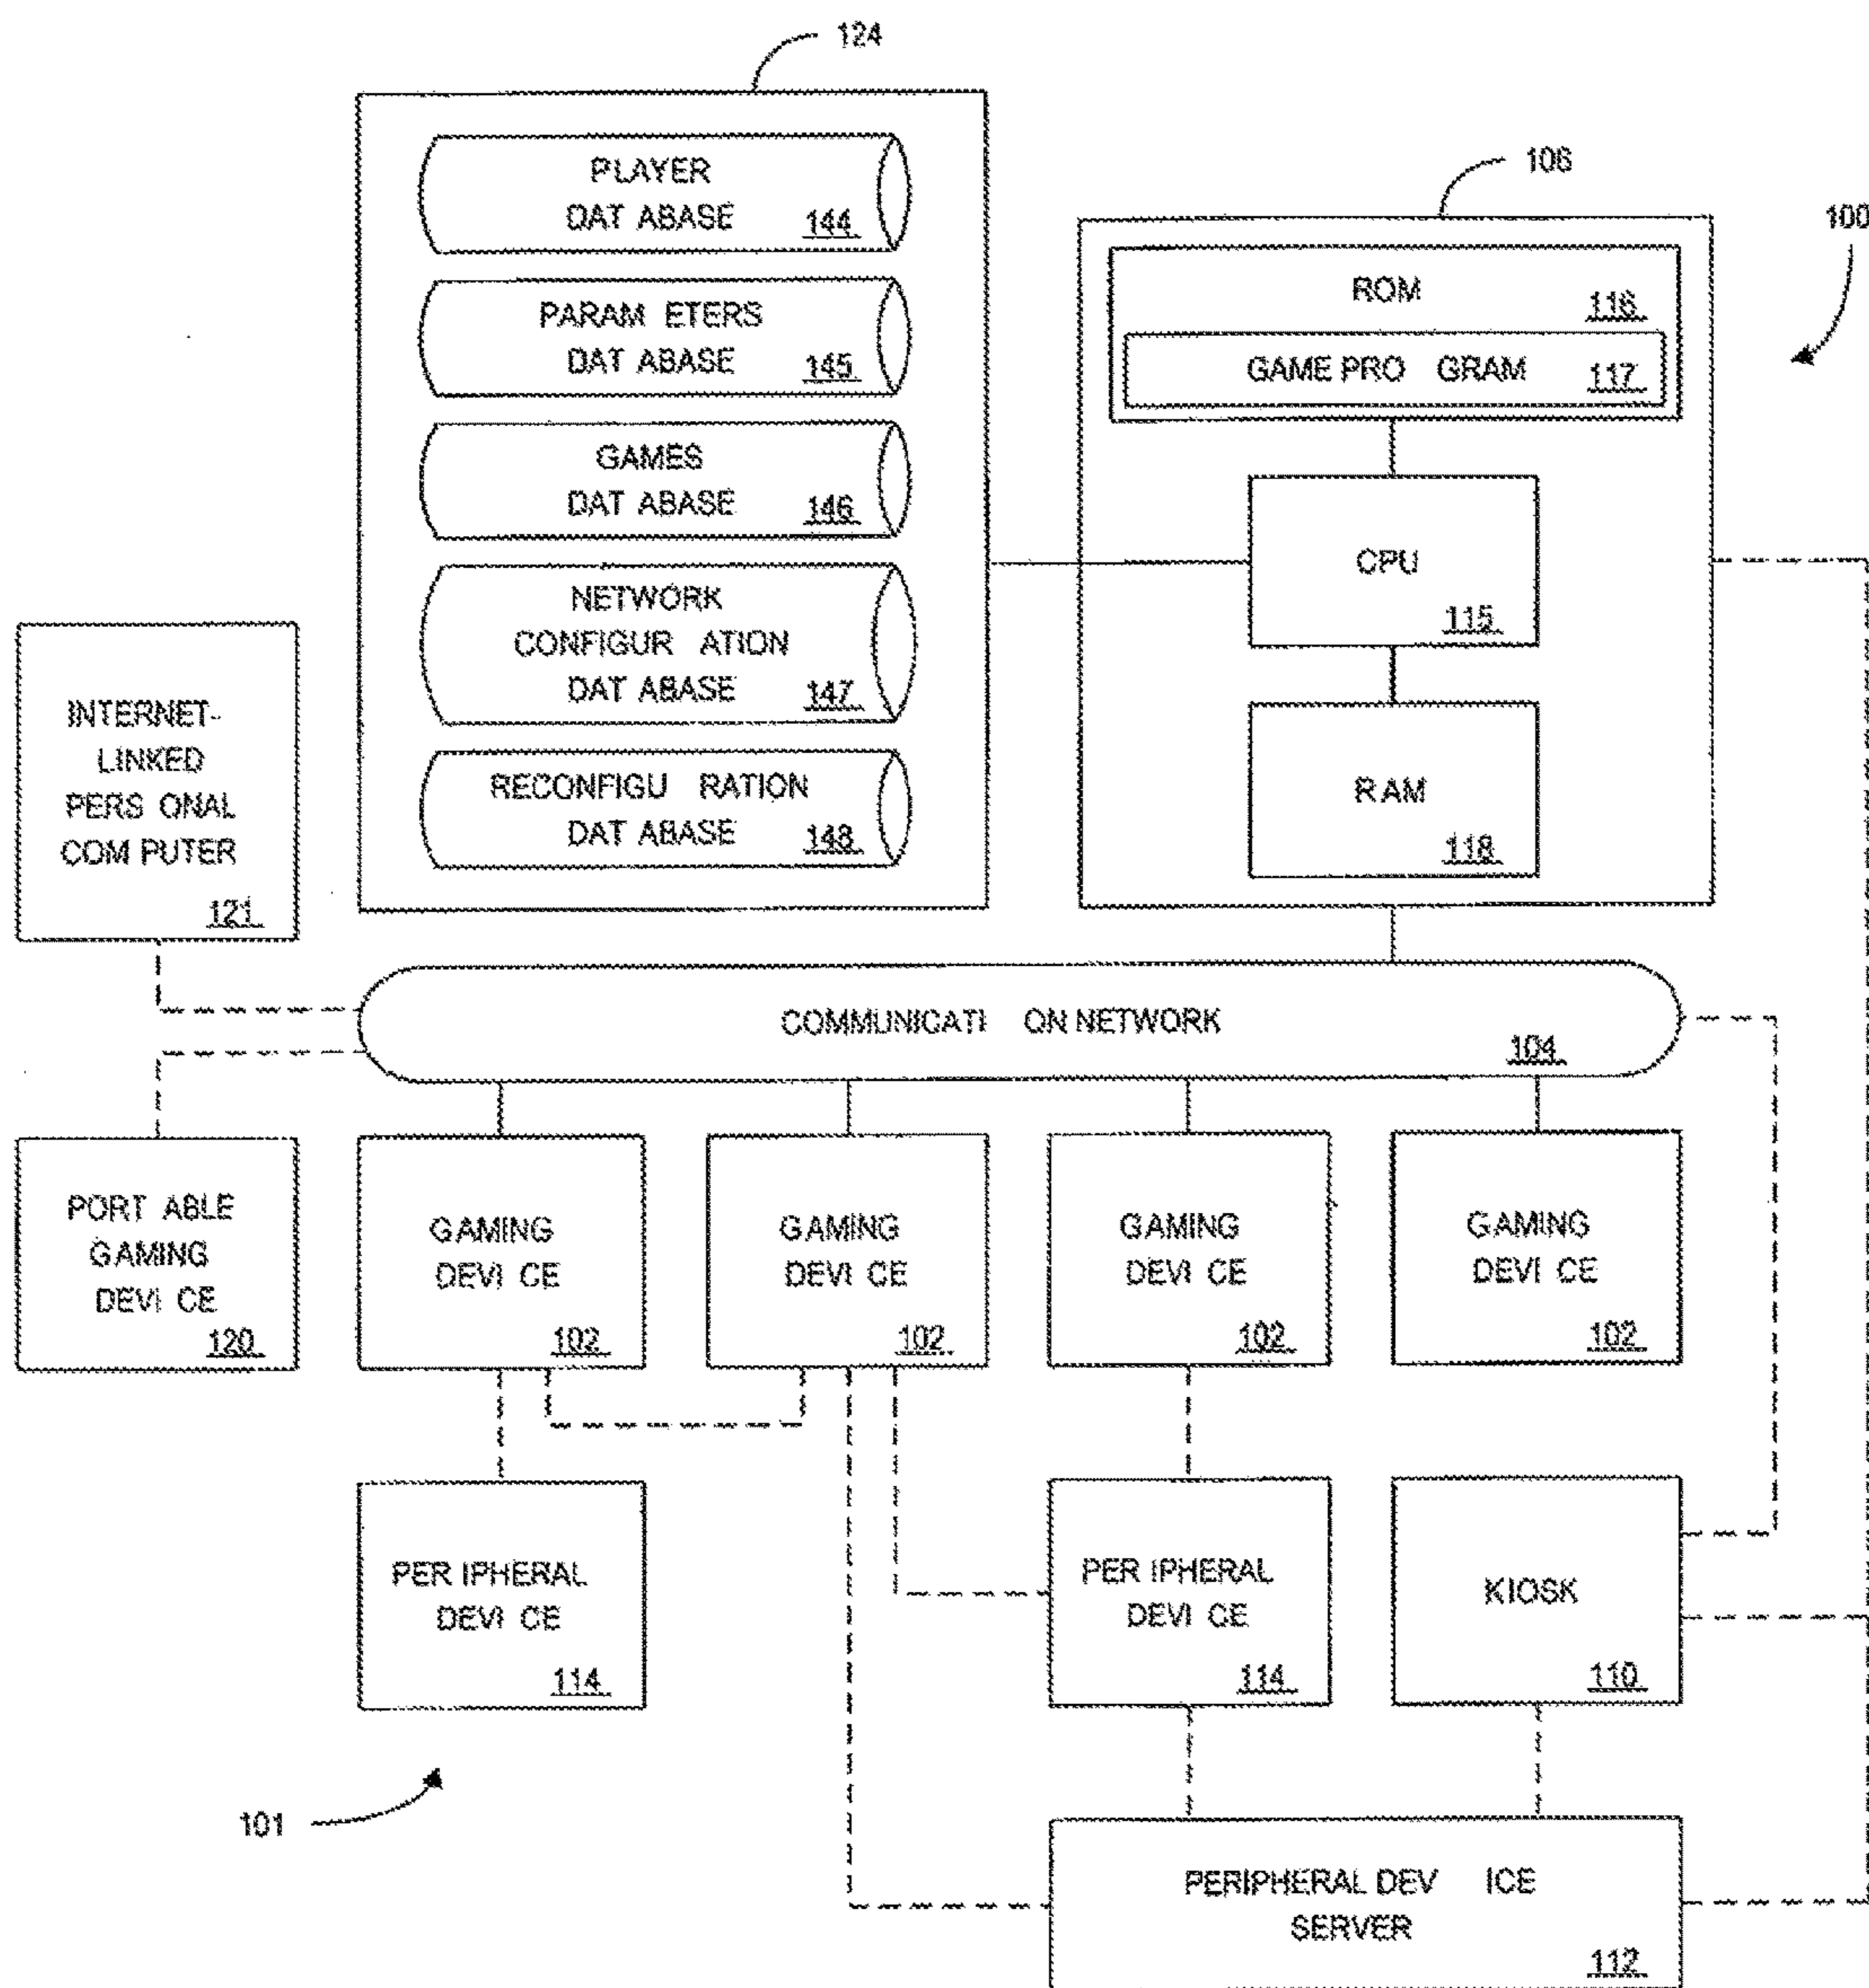 124
PLAYER
DAT ABASE 144
PARAM ETERS
DAT ABASE 145
GAMES
DAT ABASE 146
NETWORK
CONFIGUR ATION
DAT ABASE 147
RECONFIGU RATION
DAT ABASE 148
106
100
ROM 116
GAME PRO GRAM 117
CPU
115
RAM
118
INTERNET-
LINKED
PERS ONAL
COM PUTER
121
COMMUNICATI ON NETWORK
104
PORT ABLE
GAMING
DEVI CE
120
GAMING
DEVI CE
102
GAMING
DEVI CE
102
GAMING
DEVI CE
102
GAMING
DEVI CE
102
PER IPHERAL
DEVI CE
114
PER IPHERAL
DEVI CE
114
KIOSK
110
101
PERIPHERAL DEV ICE
SERVER
112